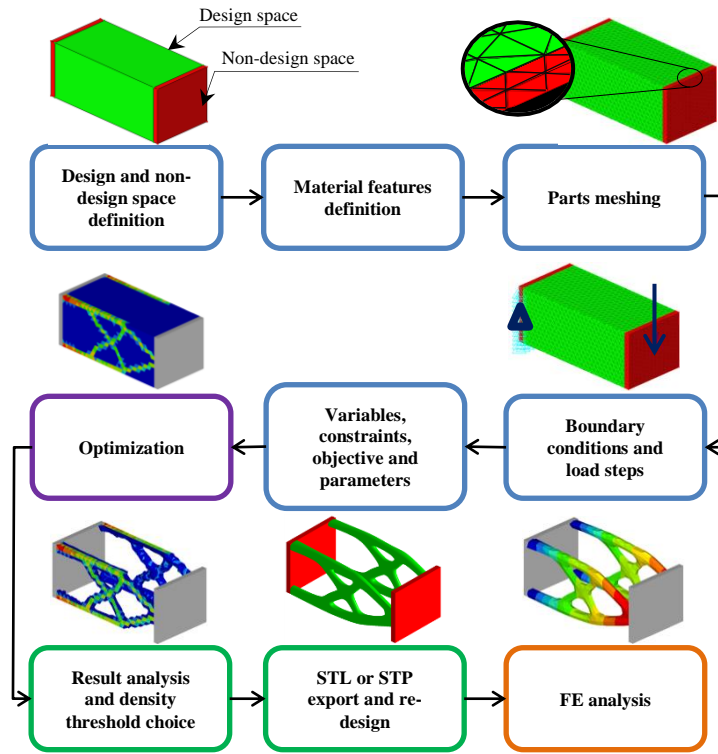 Design space
Non-design space
Design and non-
design space
definition
Material features
definition
Parts meshing
Optimization
Variables,
constraints,
objective and
parameters
Boundary
conditions and
load steps
Result analysis
and density
threshold choice
STL or STP
export and re-
design
FE analysis